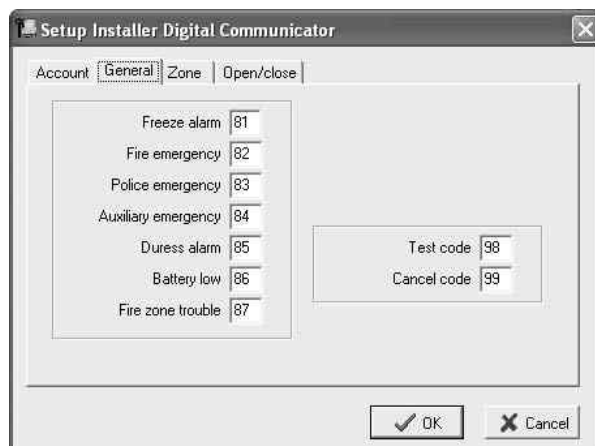 Setup Installer Digital Communicator
Account General Zone Open/close
Freeze alarm 81
Fire emergency 82
Police emergency 83
Auxiliary emergency 84
Duress alarm 85
Battery low 86
Fire zone trouble 87
Test code 98
Cancel code 99
OK Cancel